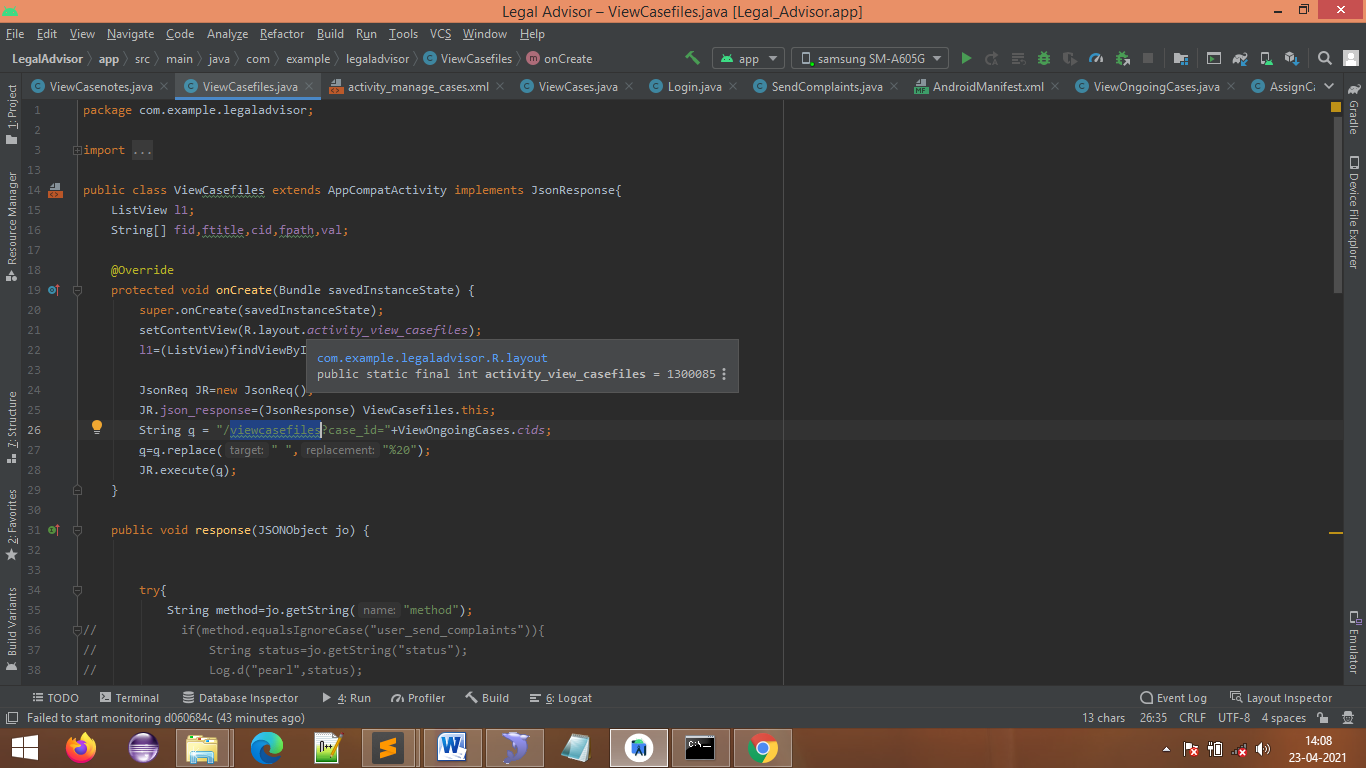 Legal Advisor – ViewCasefiles.java [Legal_Advisor.app]
File Edit View Navigate Code Analyze Refactor Build Run Tools VCS Window Help
LegalAdvisor app src main java com example legaladvisor ViewCasefiles onCreate app samsung SM-A605G
ViewCasenotes.java ViewCasefiles.java activity_manage_cases.xml ViewCases.java Login.java SendComplaints.java AndroidManifest.xml ViewOngoingCases.java AssignCa
1: Project
Resource Manager
7: Structure
2: Favorites
Build Variants
1 package com.example.legaladvisor;
2
3 import ...
13
14 public class ViewCasefiles extends AppCompatActivity implements JsonResponse{
15 ListView l1;
16 String[] fid,ftitle,cid,fpath,val;
17
18 @Override
19 protected void onCreate(Bundle savedInstanceState) {
20 super.onCreate(savedInstanceState);
21 setContentView(R.layout.activity_view_casefiles);
22 l1=(ListView)findViewByI
com.example.legaladvisor.R.layout
public static final int activity_view_casefiles = 1300085
23
24 JsonReq JR=new JsonReq();
25 JR.json_response=(JsonResponse) ViewCasefiles.this;
26 String q = "/viewcasefiles?case_id="+ViewOngoingCases.cids;
27 q=q.replace( target: " ", replacement: "%20");
28 JR.execute(q);
29 }
30
31 public void response(JSONObject jo) {
32
33
34 try{
35 String method=jo.getString( name: "method");
36 // if(method.equalsIgnoreCase("user_send_complaints")){
37 // String status=jo.getString("status");
38 // Log.d("pearl",status);
Gradle
Device File Explorer
Emulator
TODO Terminal Database Inspector 4: Run Profiler Build 6: Logcat Event Log Layout Inspector
Failed to start monitoring d060684c (43 minutes ago) 13 chars 26:35 CRLF UTF-8 4 spaces
14:08
23-04-2021